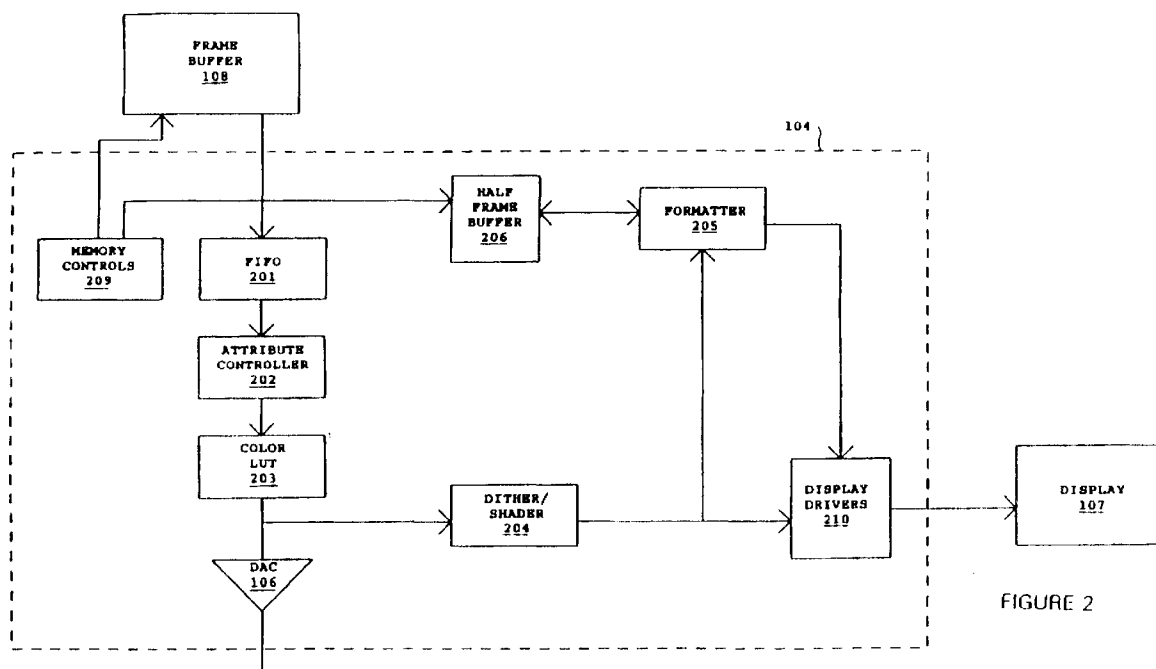 FRAME
BUFFER
108
104
HALF
FRAME
BUFFER
206
FORMATTER
205
MEMORY
CONTROLS
209
FIFO
201
ATTRIBUTE
CONTROLLER
202
COLOR
LUT
203
DITHER/
SHADER
204
DISPLAY
DRIVERS
210
DISPLAY
107
DAC
106
FIGURE 2